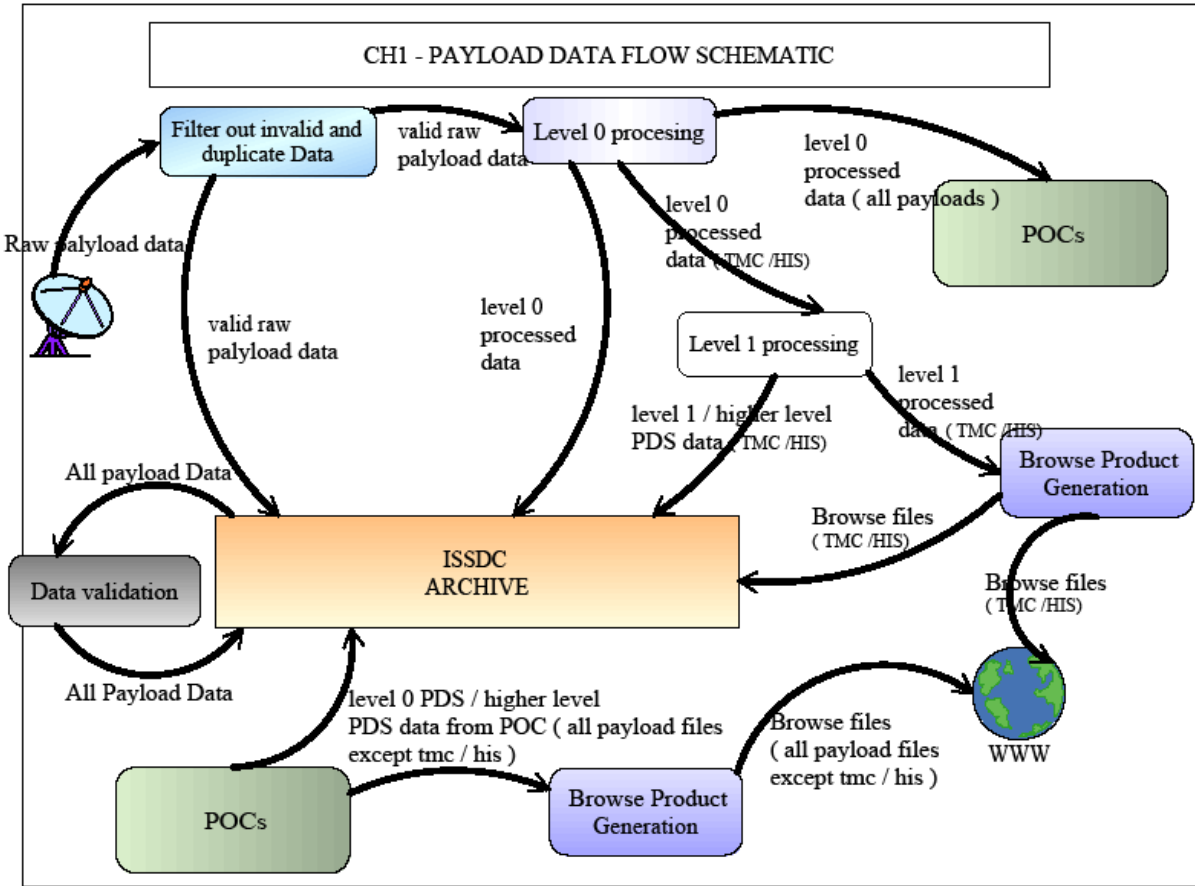 CH1 - PAYLOAD DATA FLOW SCHEMATIC
Filter out invalid and
duplicate Data
valid raw
palyload data
Level 0 procesing
level 0
processed
data ( all payloads )
POCs
Raw palyload data
level 0
processed
data ( TMC /HIS)
valid raw
palyload data
level 0
processed
data
Level 1 processing
level 1
processed
data ( TMC /HIS)
level 1 / higher level
PDS data ( TMC /HIS)
Browse Product
Generation
All payload Data
Browse files
( TMC /HIS)
ISSDC
ARCHIVE
Data validation
Browse files
( TMC /HIS)
All Payload Data
level 0 PDS / higher level
PDS data from POC ( all payload files
except tmc / his )
Browse files
( all payload files
except tmc / his )
WWW
POCs
Browse Product
Generation